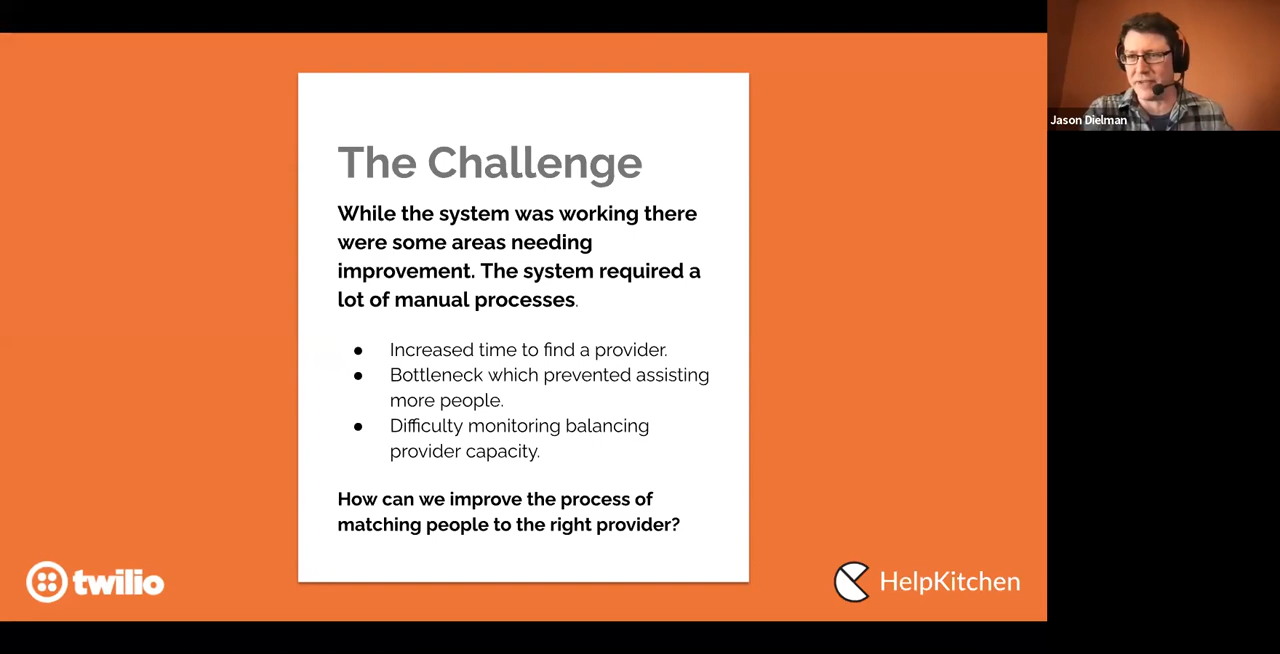 The Challenge
While the system was working there
were some areas needing
improvement. The system required a
lot of manual processes.
● Increased time to find a provider.
● Bottleneck which prevented assisting
more people.
● Difficulty monitoring balancing
provider capacity.
How can we improve the process of
matching people to the right provider?
twilio
HelpKitchen
Jason Dielman